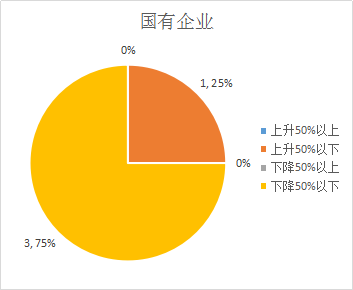 国有企业
0%
1, 25%
0%
3, 75%
上升50%以上
上升50%以下
下降50%以上
下降50%以下